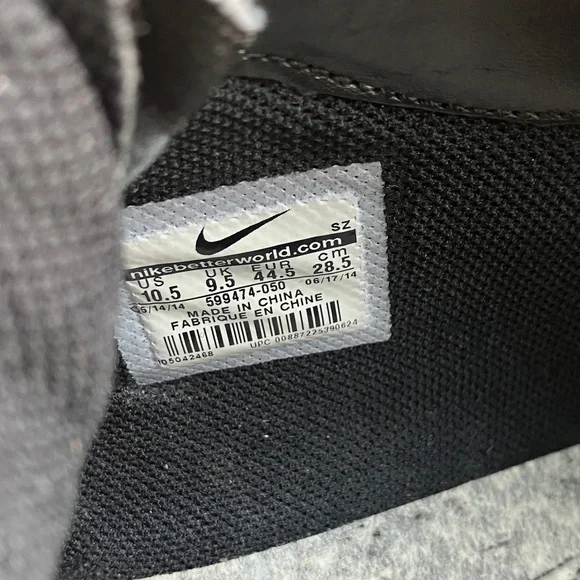 SZ
nikebetterworld.com
US UK EUR cm
10.5 9.5 44.5 28.5
05/14/14 599474-050 06/17/14
MADE IN CHINA
FABRIQUE EN CHINE
UPC 00887225390624